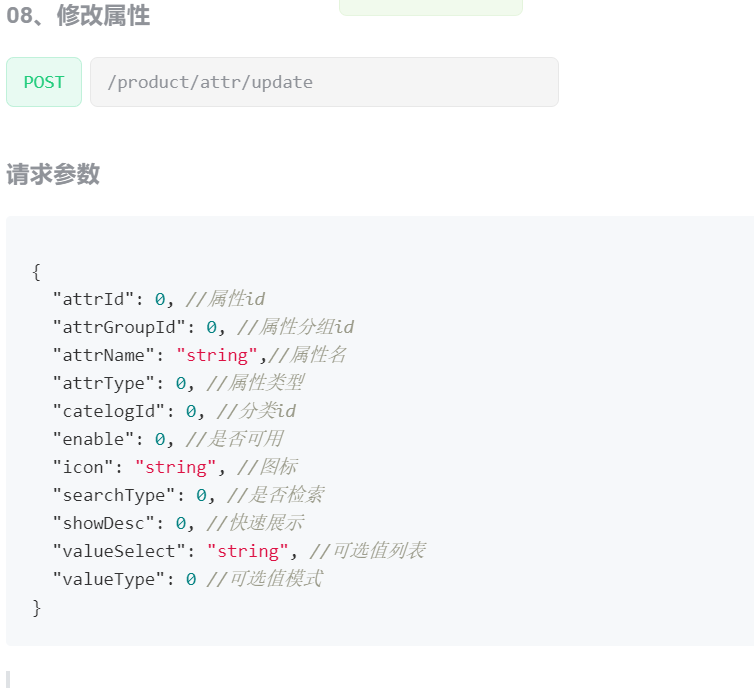 08、修改属性
POST
/product/attr/update
请求参数
{
"attrId": 0, //属性id
"attrGroupId": 0, //属性分组id
"attrName": "string",//属性名
"attrType": 0, //属性类型
"catelogId": 0, //分类id
"enable": 0, //是否可用
"icon": "string", //图标
"searchType": 0, //是否检索
"showDesc": 0, //快速展示
"valueSelect": "string", //可选值列表
"valueType": 0 //可选值模式
}